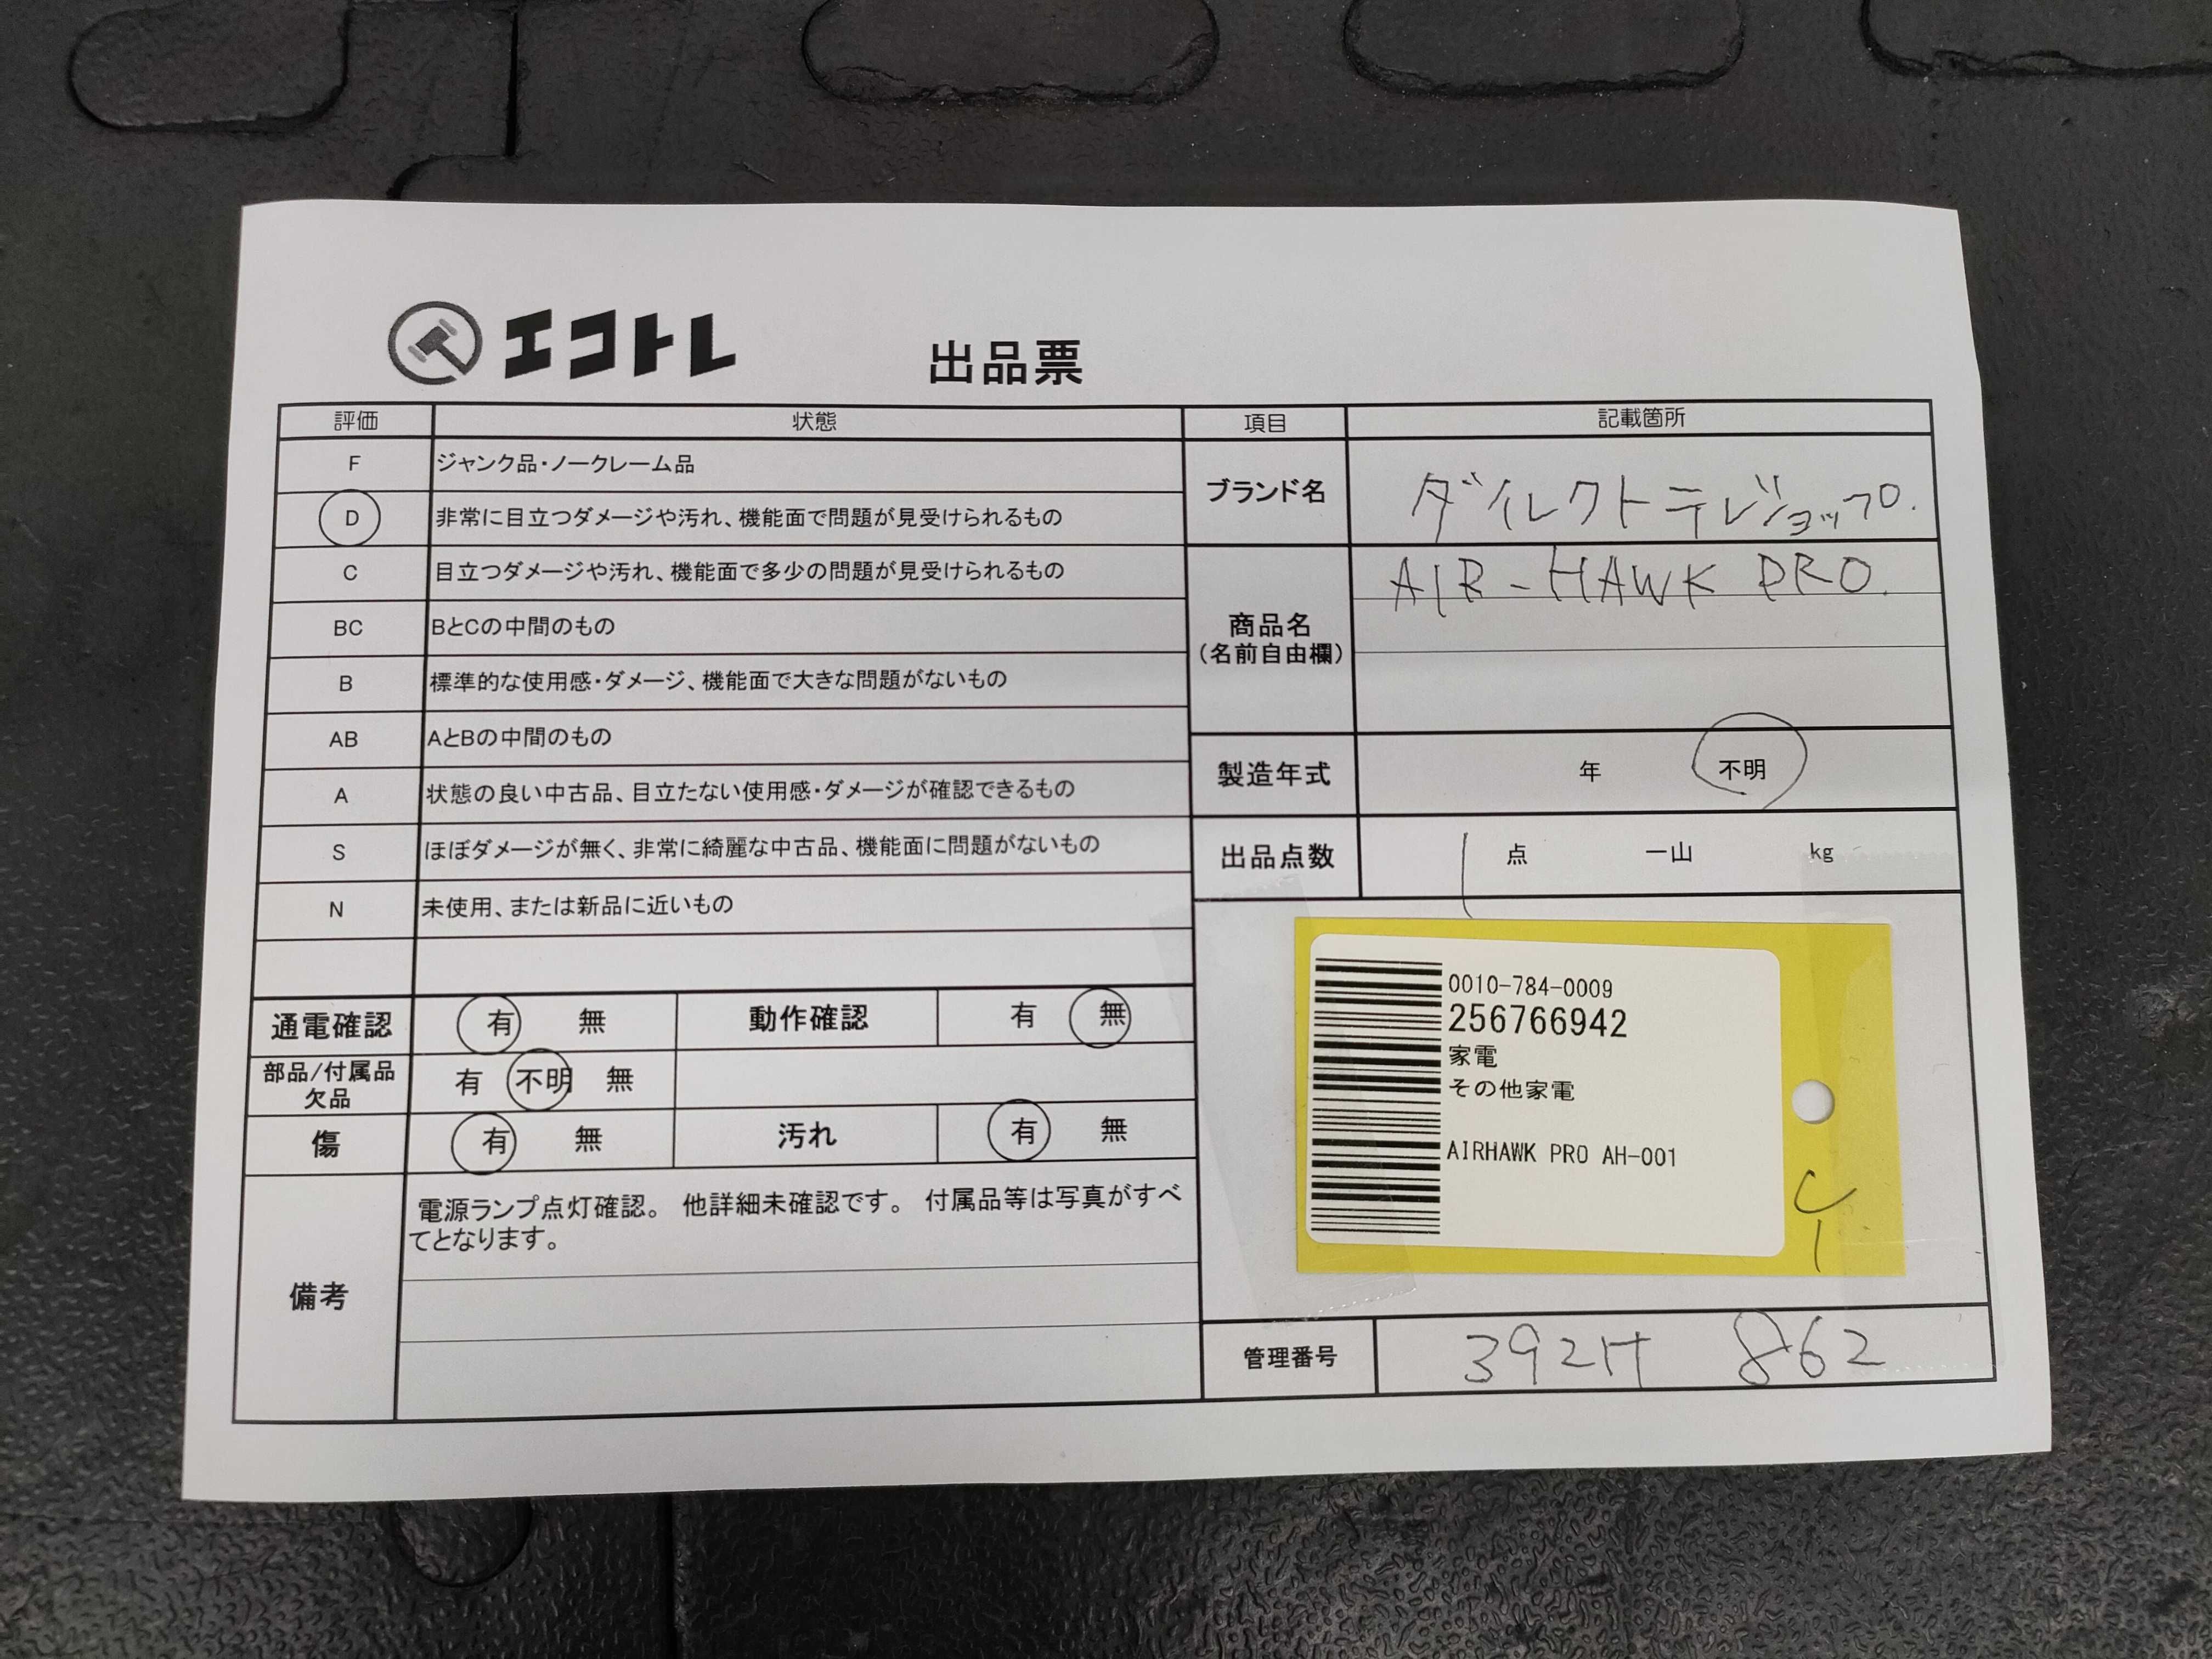 エコトレ
出品票
評価 状態
F ジャンク品・ノークレーム品
D 非常に目立つダメージや汚れ、機能面で問題が見受けられるもの
C 目立つダメージや汚れ、機能面で多少の問題が見受けられるもの
BC BとCの中間のもの
B 標準的な使用感・ダメージ、機能面で大きな問題がないもの
AB AとBの中間のもの
A 状態の良い中古品、目立たない使用感・ダメージが確認できるもの
S ほぼダメージが無く、非常に綺麗な中古品、機能面に問題がないもの
N 未使用、または新品に近いもの
通電確認 有 無 動作確認 有 無
部品/付属品
欠品 有 不明 無
傷 有 無 汚れ 有 無
備考
電源ランプ点灯確認。 他詳細未確認です。 付属品等は写真がすべ
てとなります。
項目 記載箇所
ブランド名 ダイレクトテレビショップ.
商品名
(名前自由欄)
AIR-HAWK PRO.
製造年式 年 不明
出品点数 1 点 一山 kg
0010-784-0009
256766942
家電
その他家電
AIRHAWK PRO AH-001
管理番号 392H 862